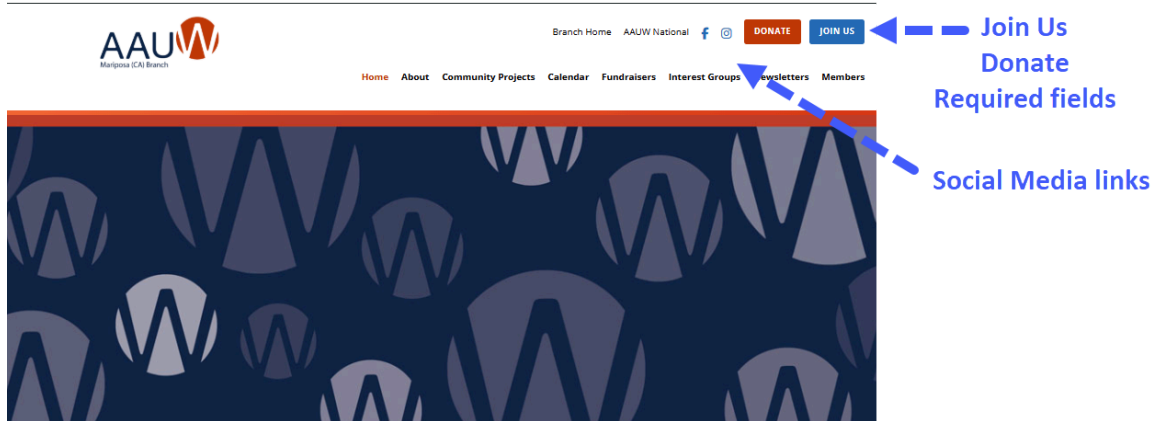 AAUW
Mariposa (CA) Branch
Branch Home AAUW National DONATE JOIN US
Home About Community Projects Calendar Fundraisers Interest Groups Newsletters Members
Join Us
Donate
Required fields
Social Media links